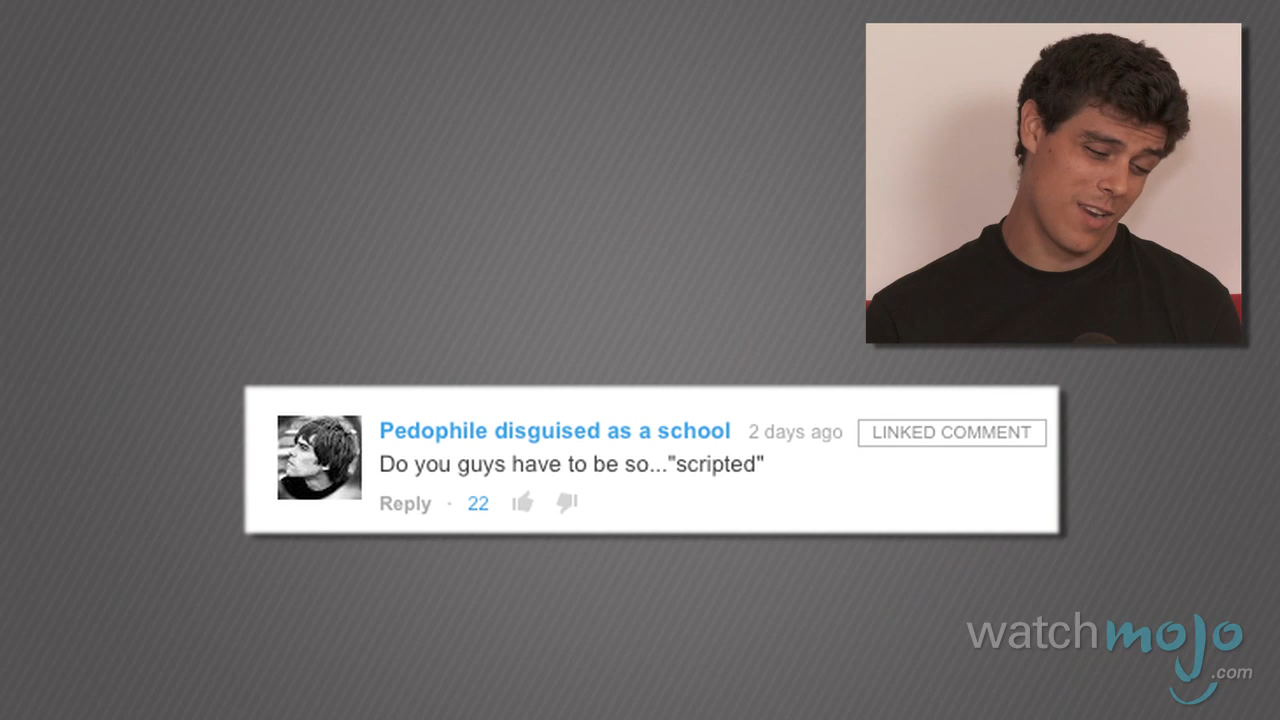 Pedophile disguised as a school 2 days ago LINKED COMMENT
Do you guys have to be so..."scripted"
Reply · 22
watchmojo
.com